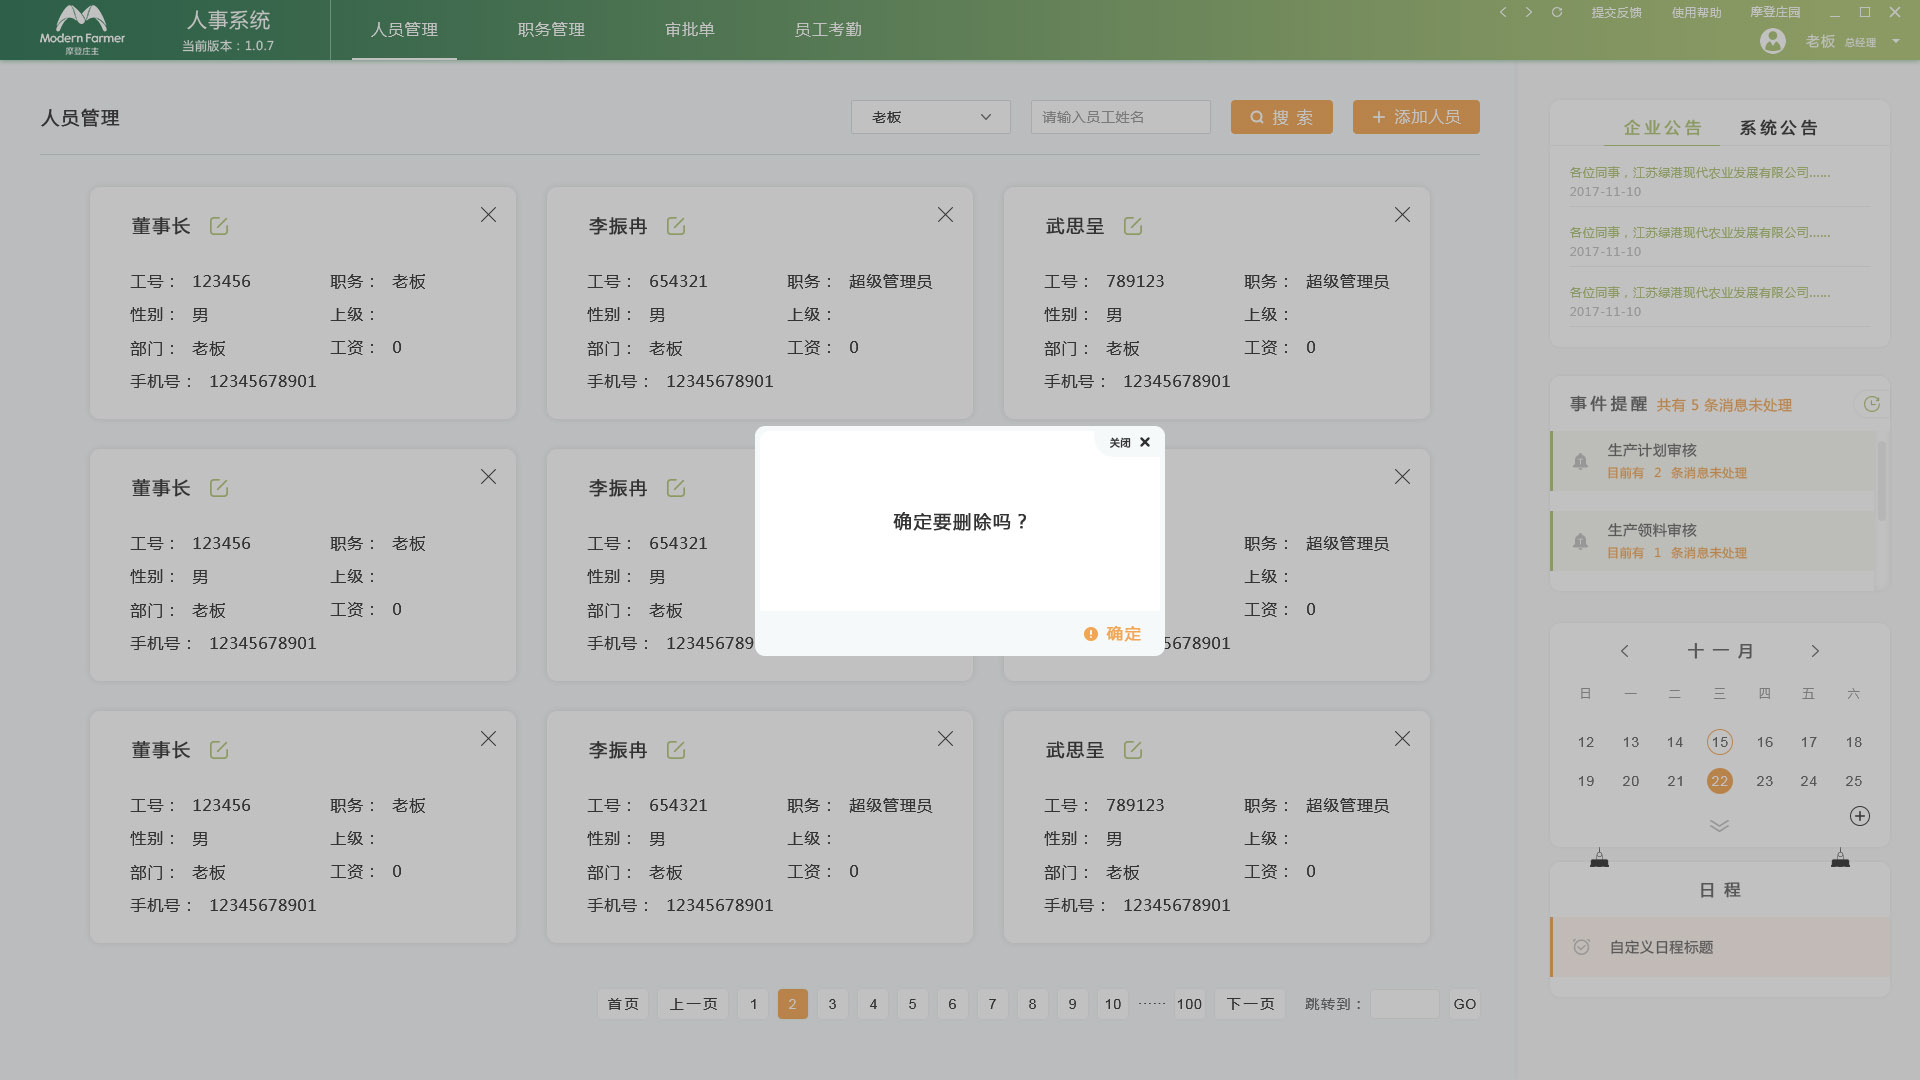 Modern Farmer
摩登庄主
人事系统
当前版本：1.0.7
人员管理
职务管理
审批单
员工考勤
提交反馈
使用帮助
摩登庄园
老板 总经理
人员管理
老板
请输入员工姓名
搜 索
添加人员
董事长
工号： 123456 职务： 老板
性别： 男 上级：
部门： 老板 工资： 0
手机号： 12345678901
李振冉
工号： 654321 职务： 超级管理员
性别： 男 上级：
部门： 老板 工资： 0
手机号： 12345678901
武思呈
工号： 789123 职务： 超级管理员
性别： 男 上级：
部门： 老板 工资： 0
手机号： 12345678901
董事长
工号： 123456 职务： 老板
性别： 男 上级：
部门： 老板 工资： 0
手机号： 12345678901
李振冉
工号： 654321
性别： 男
部门： 老板
手机号： 123456789
职务： 超级管理员
上级：
工资： 0
5678901
关闭
确定要删除吗？
确定
董事长
工号： 123456 职务： 老板
性别： 男 上级：
部门： 老板 工资： 0
手机号： 12345678901
李振冉
工号： 654321 职务： 超级管理员
性别： 男 上级：
部门： 老板 工资： 0
手机号： 12345678901
武思呈
工号： 789123 职务： 超级管理员
性别： 男 上级：
部门： 老板 工资： 0
手机号： 12345678901
首页 上一页 1 2 3 4 5 6 7 8 9 10 ······ 100 下一页 跳转到： GO
企业公告 系统公告
各位同事，江苏绿港现代农业发展有限公司......
2017-11-10
各位同事，江苏绿港现代农业发展有限公司......
2017-11-10
各位同事，江苏绿港现代农业发展有限公司......
2017-11-10
事件提醒 共有 5 条消息未处理
生产计划审核
目前有 2 条消息未处理
生产领料审核
目前有 1 条消息未处理
十一月
日 一 二 三 四 五 六
12 13 14 15 16 17 18
19 20 21 22 23 24 25
日 程
自定义日程标题